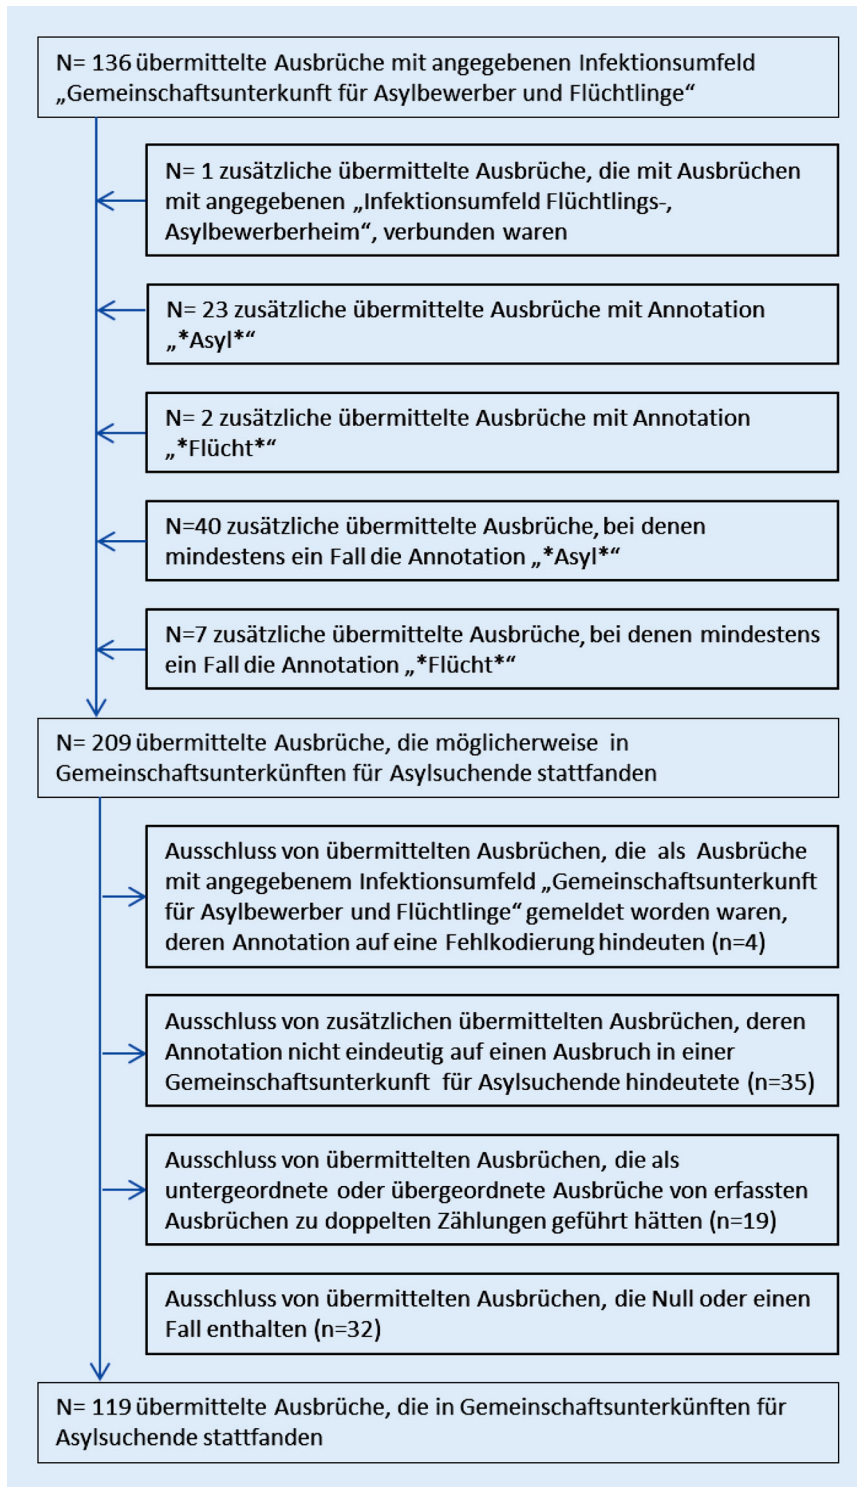 N= 136 übermittelte Ausbrüche mit angegebenen Infektionsumfeld
„Gemeinschaftsunterkunft für Asylbewerber und Flüchtlinge“
N= 1 zusätzliche übermittelte Ausbrüche, die mit Ausbrüchen
mit angegebenen „Infektionsumfeld Flüchtlings-,
Asylbewerberheim“, verbunden waren
N= 23 zusätzliche übermittelte Ausbrüche mit Annotation
„*Asyl*“
N= 2 zusätzliche übermittelte Ausbrüche mit Annotation
„*Flücht*“
N=40 zusätzliche übermittelte Ausbrüche, bei denen
mindestens ein Fall die Annotation „*Asyl*“
N=7 zusätzliche übermittelte Ausbrüche, bei denen mindestens
ein Fall die Annotation „*Flücht*“
N= 209 übermittelte Ausbrüche, die möglicherweise in
Gemeinschaftsunterkünften für Asylsuchende stattfanden
Ausschluss von übermittelten Ausbrüchen, die als Ausbrüche
mit angegebenem Infektionsumfeld „Gemeinschaftsunterkunft
für Asylbewerber und Flüchtlinge“ gemeldet worden waren,
deren Annotation auf eine Fehlkodierung hindeuten (n=4)
Ausschluss von zusätzlichen übermittelten Ausbrüchen, deren
Annotation nicht eindeutig auf einen Ausbruch in einer
Gemeinschaftsunterkunft für Asylsuchende hindeutete (n=35)
Ausschluss von übermittelten Ausbrüchen, die als
untergeordnete oder übergeordnete Ausbrüche von erfassten
Ausbrüchen zu doppelten Zählungen geführt hätten (n=19)
Ausschluss von übermittelten Ausbrüchen, die Null oder einen
Fall enthalten (n=32)
N= 119 übermittelte Ausbrüche, die in Gemeinschaftsunterkünften für
Asylsuchende stattfanden